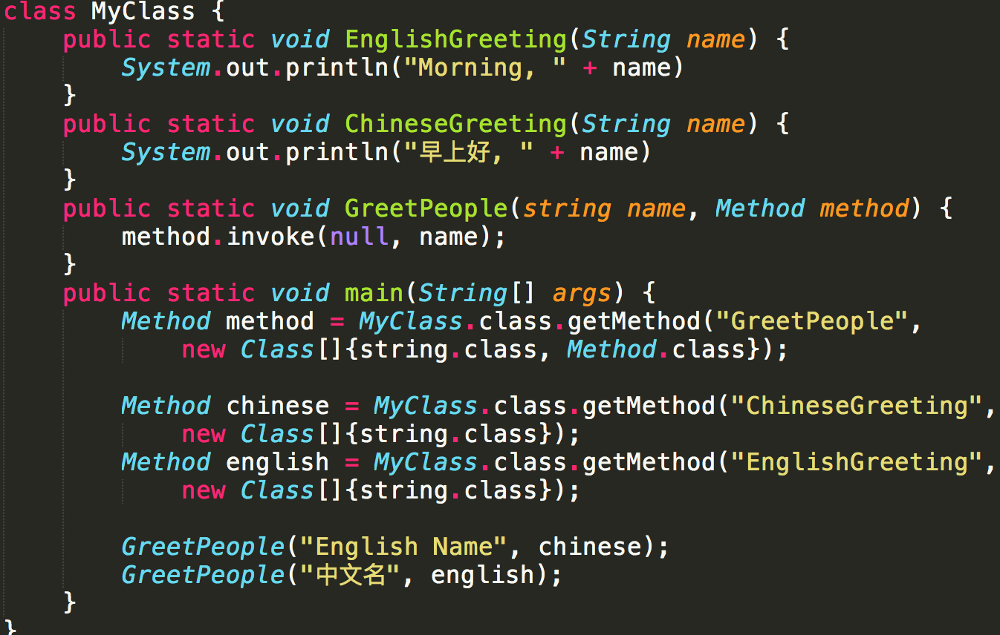 class MyClass {
    public static void EnglishGreeting(String name) {
        System.out.println("Morning, " + name)
    }
    public static void ChineseGreeting(String name) {
        System.out.println("早上好, " + name)
    }
    public static void GreetPeople(string name, Method method) {
        method.invoke(null, name);
    }
    public static void main(String[] args) {
        Method method = MyClass.class.getMethod("GreetPeople",
            new Class[]{string.class, Method.class});

        Method chinese = MyClass.class.getMethod("ChineseGreeting",
            new Class[]{string.class});
        Method english = MyClass.class.getMethod("EnglishGreeting",
            new Class[]{string.class});

        GreetPeople("English Name", chinese);
        GreetPeople("中文名", english);
    }
}